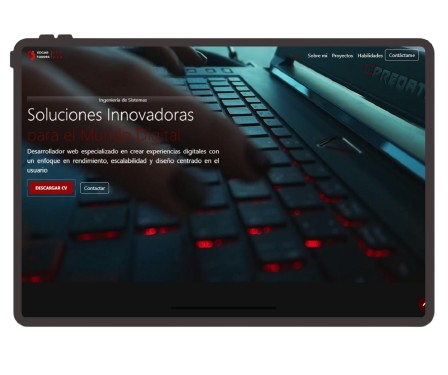 Sobre mí Proyectos Habilidades Contáctame
PREDAT
Ingeniería de Sistemas
Soluciones Innovadoras
para el Mundo Digital
Desarrollador web especializado en crear experiencias digitales con
un enfoque en rendimiento, escalabilidad y diseño centrado en el
usuario
DESCARGAR CV Contactar